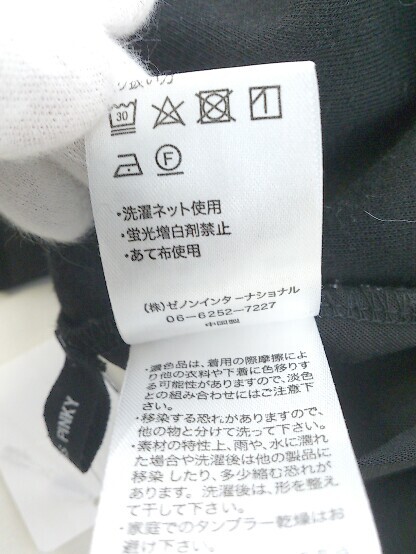 り扱い方
30
F
・洗濯ネット使用
・蛍光増白剤禁止
・あて布使用
(株)ゼノンインターナショナル
06-6252-7227
・濃色品は、着用の際摩擦によ
り他の衣料や下着に色移りす
る可能性がありますので、淡色
との組み合わせにはご注意下
さい。
・移染する恐れがありますので、
他の物と分けて洗って下さい。
・素材の特性上、雨や、水に濡れ
た場合や洗濯後は他の製品に
移染したり、多少縮む恐れが
あります。洗濯後は、形を整え
て干して下さい。
・家庭でのタンブラー乾燥はお
避け下さい。
PINKY